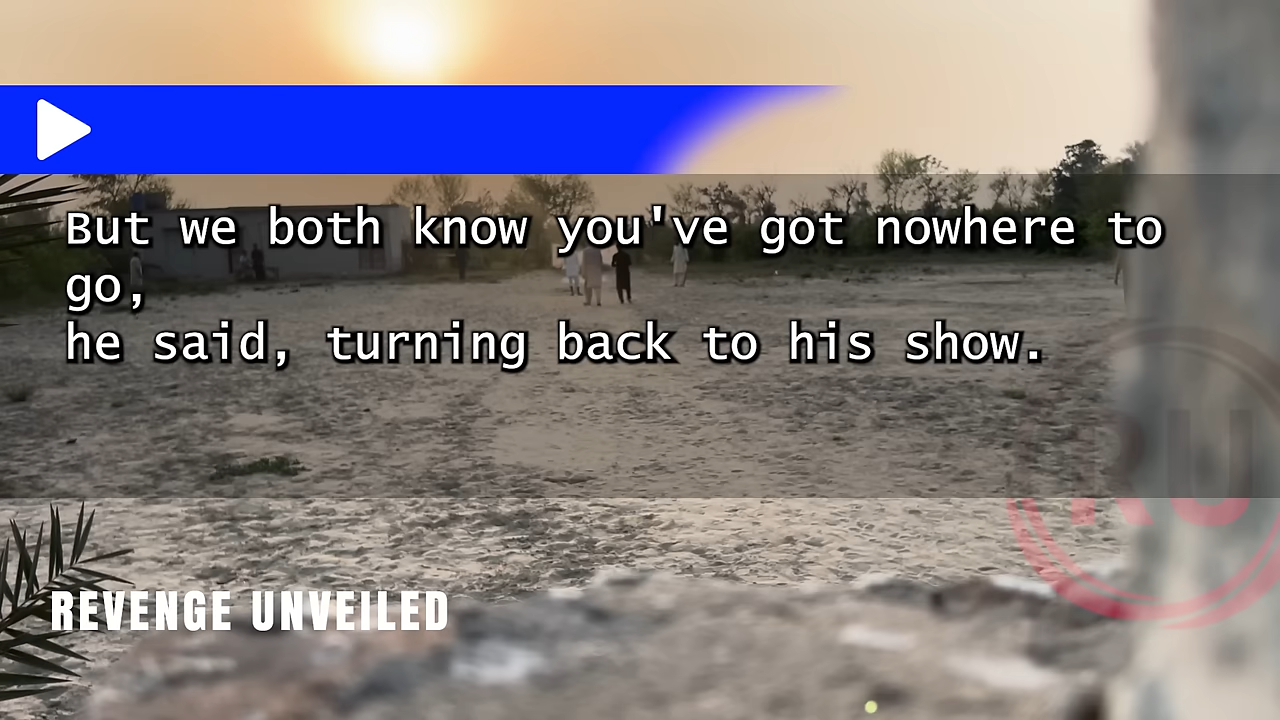 But we both know you've got nowhere to
go,
he said, turning back to his show.
RU
REVENGE UNVEILED